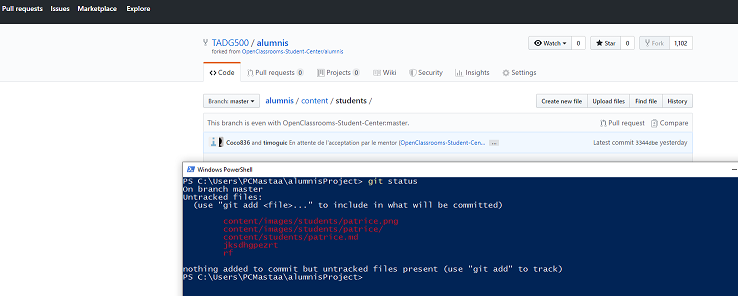 Pull requests Issues Marketplace Explore
TADG500 / alumnis
forked from OpenClassrooms-Student-Center/alumnis
Watch 0 Star 0 Fork 1,102
Code Pull requests 0 Projects 0 Wiki Security Insights Settings
Branch: master alumnis / content / students / Create new file Upload files Find file History
This branch is even with OpenClassrooms-Student-Center:master. Pull request Compare
Coco836 and timoguic En attente de l'acceptation par le mentor (OpenClassrooms-Student-Cen... ... Latest commit 3344dbe yesterday
Windows PowerShell
PS C:\Users\PCMastaa\alumnisProject> git status
On branch master
Untracked files:
(use "git add <file>..." to include in what will be committed)
content/images/students/patrice.png
content/images/students/patrice/
content/students/patrice.md
jksdhgpezrt
rf
nothing added to commit but untracked files present (use "git add" to track)
PS C:\Users\PCMastaa\alumnisProject>